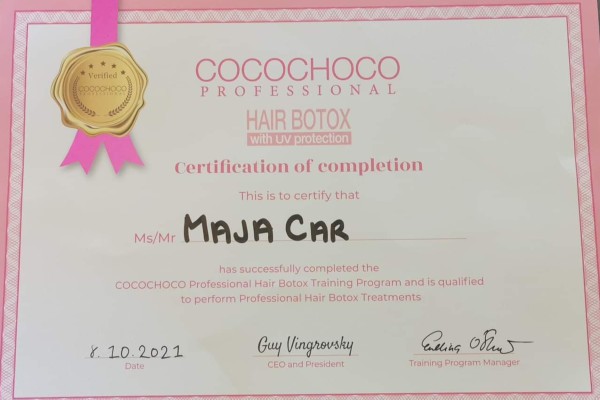 Verified
COCOCHOCO
COCOCHOCO
PROFESSIONAL
HAIR BOTOX
with UV protection
Certification of completion
This is to certify that
Ms/Mr MAJA CAR
has successfully completed the
COCOCHOCO Professional Hair Botox Training Program and is qualified
to perform Professional Hair Botox Treatments
8. 10. 2021 Guy Vingrovsky
Date CEO and President Training Program Manager